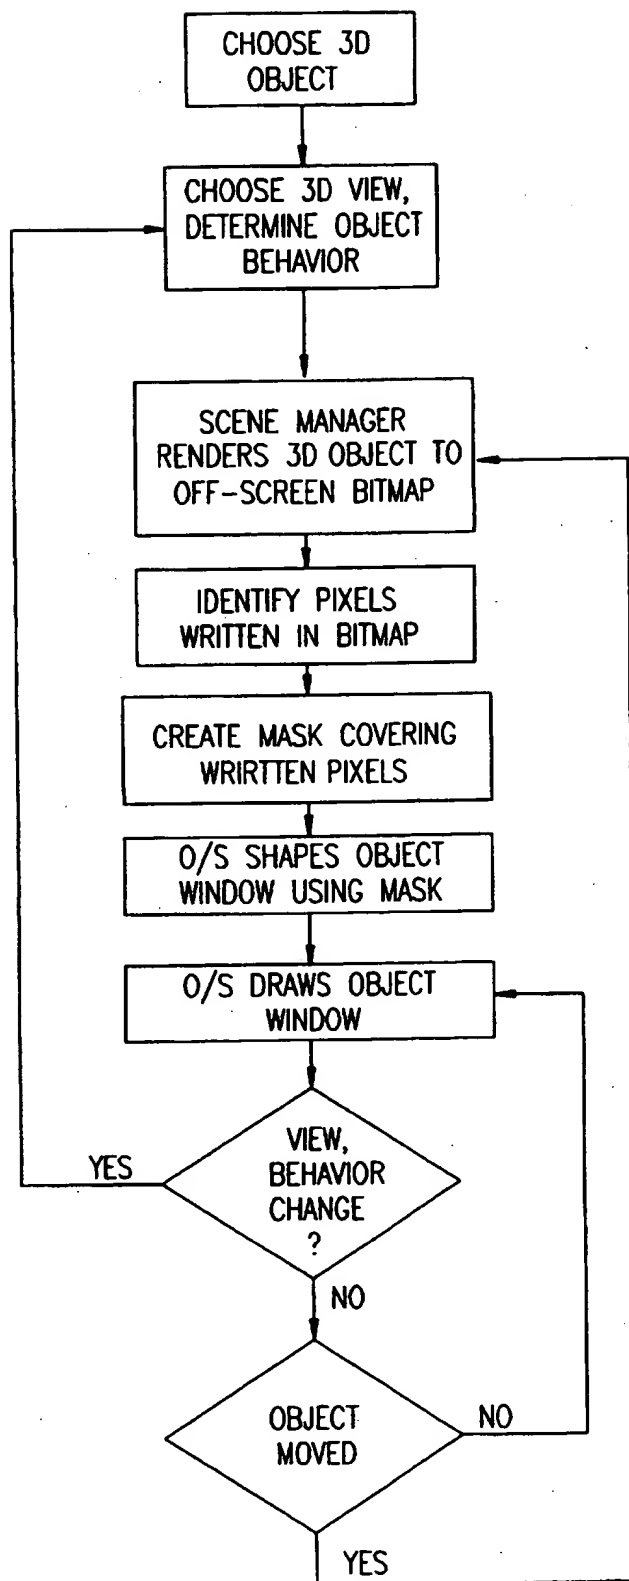 CHOOSE 3D
OBJECT
CHOOSE 3D VIEW,
DETERMINE OBJECT
BEHAVIOR
SCENE MANAGER
RENDERS 3D OBJECT TO
OFF-SCREEN BITMAP
IDENTIFY PIXELS
WRITTEN IN BITMAP
CREATE MASK COVERING
WRIRTTEN PIXELS
O/S SHAPES OBJECT
WINDOW USING MASK
O/S DRAWS OBJECT
WINDOW
VIEW,
YES
BEHAVIOR
CHANGE
?
NO
OBJECT
NO
MOVED
YES